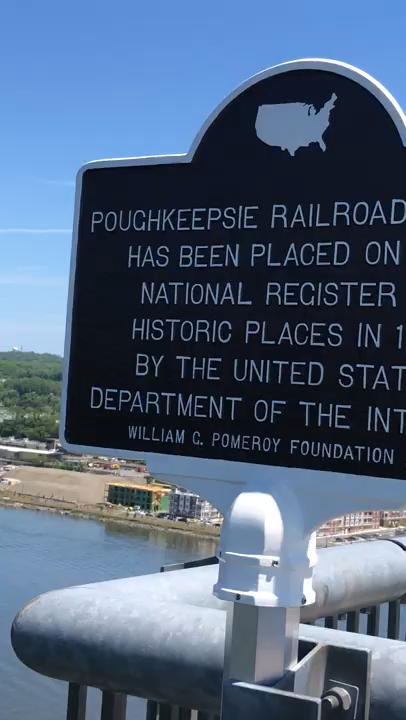 POUGHKEEPSIE RAILROAD
HAS BEEN PLACED ON
NATIONAL REGISTER
HISTORIC PLACES IN 1
BY THE UNITED STAT
DEPARTMENT OF THE INT
WILLIAM G. POMEROY FOUNDATION